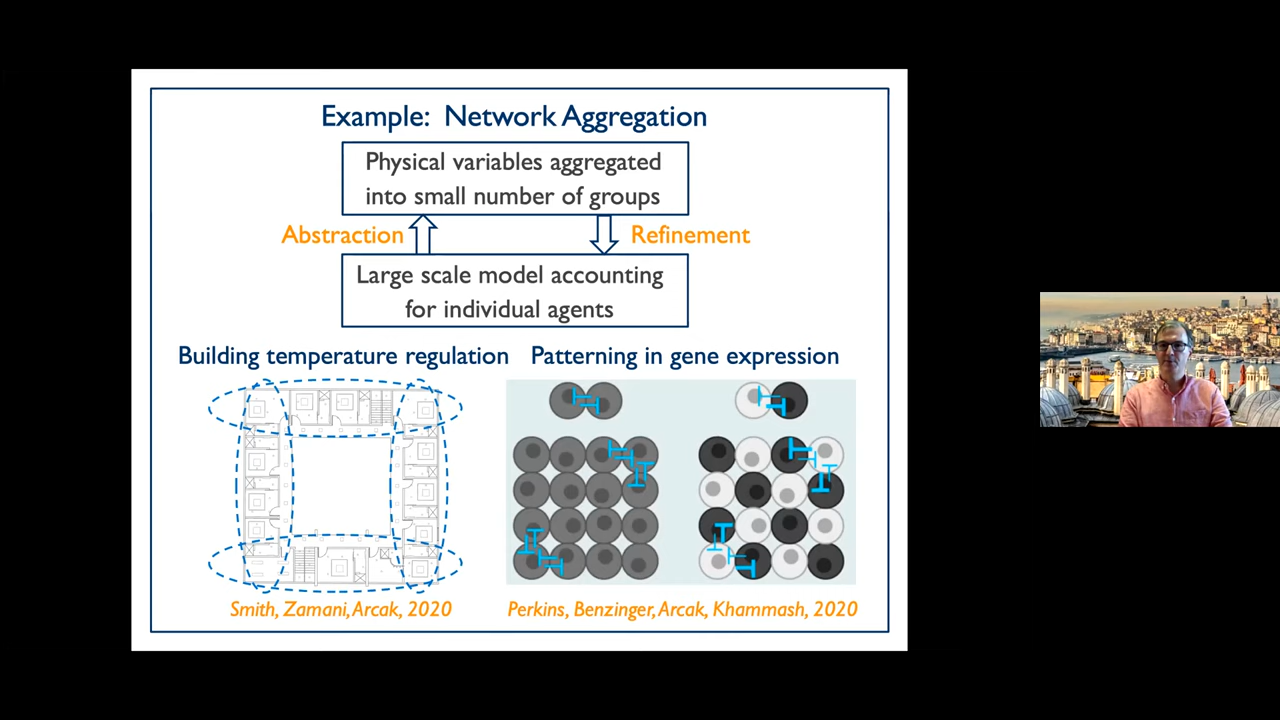 Example: Network Aggregation
Physical variables aggregated
into small number of groups
Abstraction
Refinement
Large scale model accounting
for individual agents
Building temperature regulation
Patterning in gene expression
Smith, Zamani, Arcak, 2020
Perkins, Benzinger, Arcak, Khammash, 2020